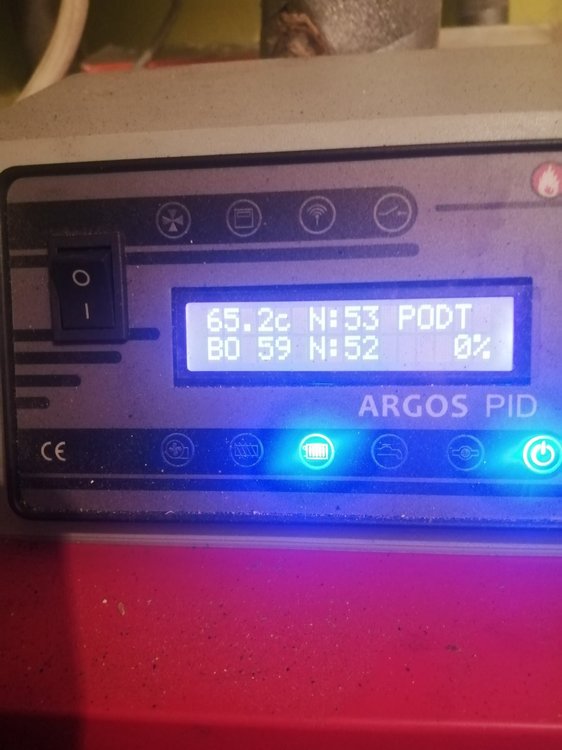 O
I
65.2c N:53 PODT
BO 59 N:52 0%
ARGOS PID
CE